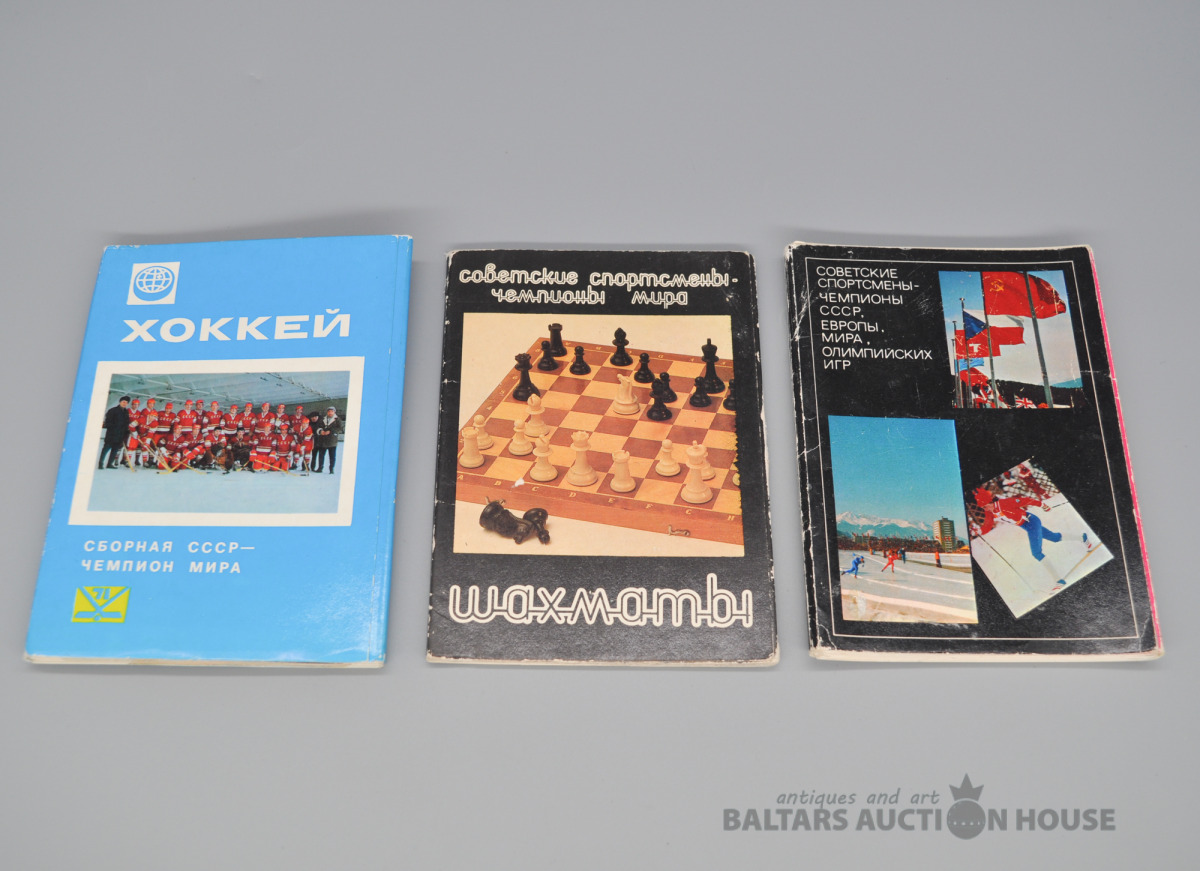 ХОККЕЙ
СБОРНАЯ СССР—
ЧЕМПИОН МИРА
71
советские спортсмены-
чемпионы мира
A B C D E F G H
шахматы
СОВЕТСКИЕ
СПОРТСМЕНЫ-
ЧЕМПИОНЫ
СССР,
ЕВРОПЫ,
МИРА,
ОЛИМПИЙСКИХ
ИГР
antiques and art
BALTARS AUCTION HOUSE